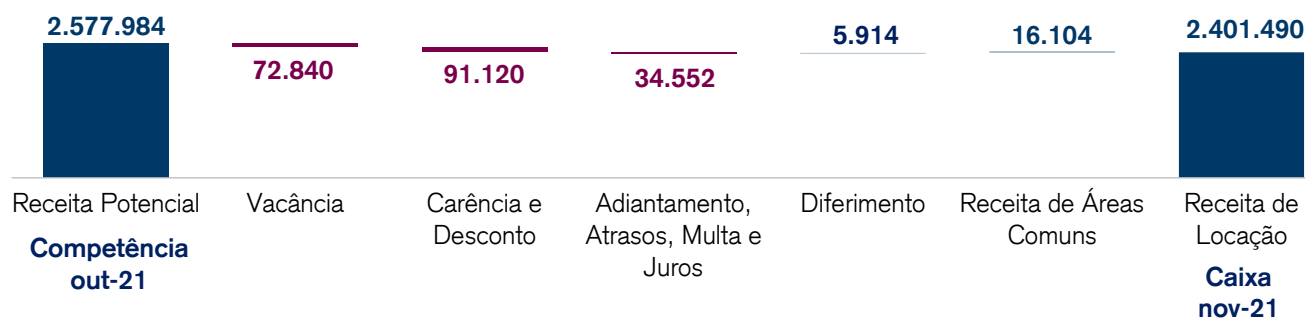 2.577.984
72.840
91.120
34.552
5.914
16.104
2.401.490
Receita Potencial
Competência
out-21
Vacância
Carência e
Desconto
Adiantamento,
Atrasos, Multa e
Juros
Diferimento
Receita de Áreas
Comuns
Receita de
Locação
Caixa
nov-21